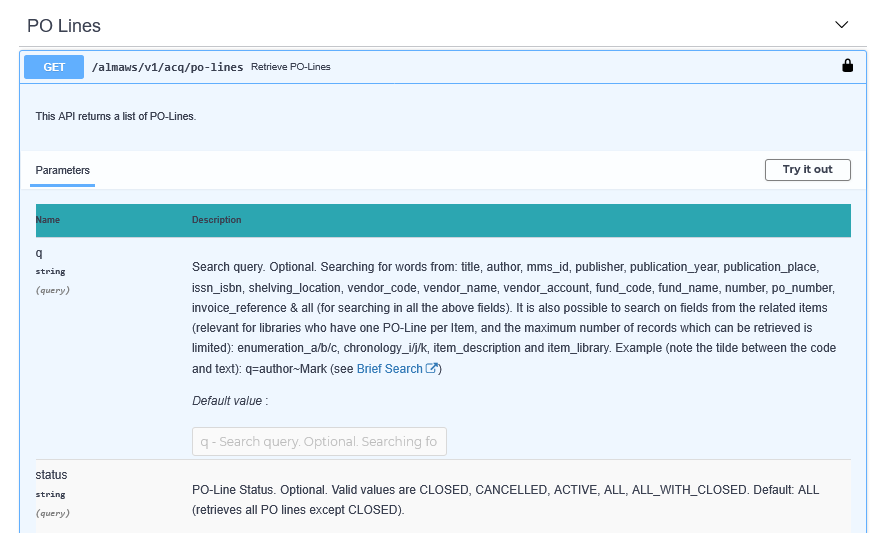 PO Lines
GET /almaws/v1/acq/po-lines Retrieve PO-Lines
This API returns a list of PO-Lines.
Parameters Try it out
Name Description
q
string
(query)
Search query. Optional. Searching for words from: title, author, mms_id, publisher, publication_year, publication_place,
issn_isbn, shelving_location, vendor_code, vendor_name, vendor_account, fund_code, fund_name, number, po_number,
invoice_reference & all (for searching in all the above fields). It is also possible to search on fields from the related items
(relevant for libraries who have one PO-Line per Item, and the maximum number of records which can be retrieved is
limited): enumeration_a/b/c, chronology_i/j/k, item_description and item_library. Example (note the tilde between the code
and text): q=author~Mark (see Brief Search)
Default value :
q - Search query. Optional. Searching fo
status
string
(query)
PO-Line Status. Optional. Valid values are CLOSED, CANCELLED, ACTIVE, ALL, ALL_WITH_CLOSED. Default: ALL
(retrieves all PO lines except CLOSED).